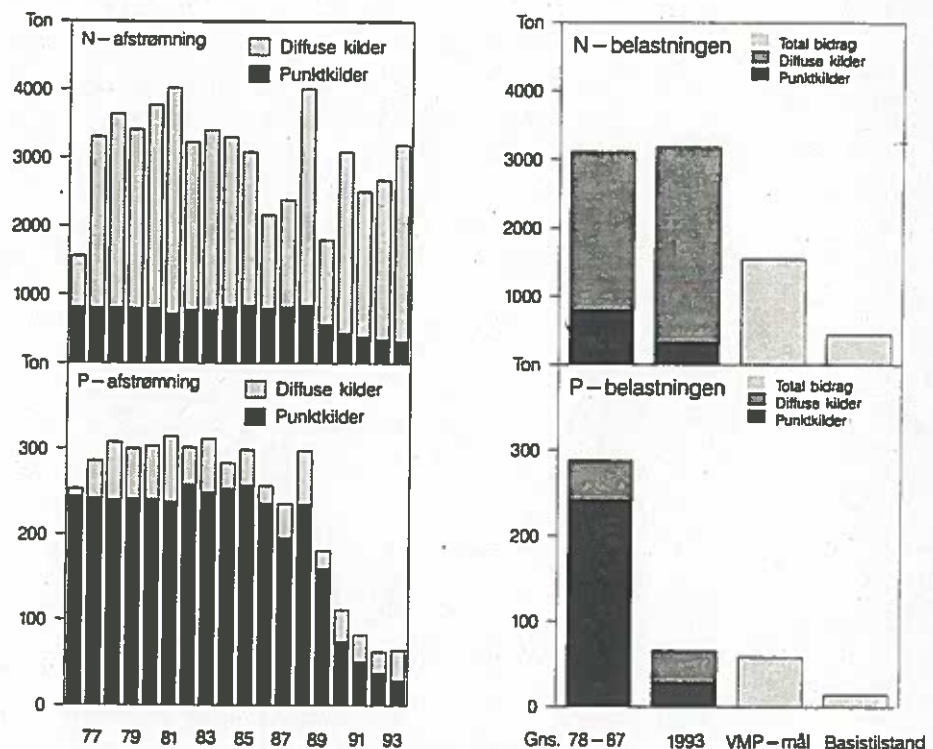 Ton
N–afstrømning
Diffuse kilder
Punktkilder
4000
3000
2000
1000
Ton
P–afstrømning
Diffuse kilder
Punktkilder
300
200
100
0
77 79 81 83 85 87 89 91 93
Ton
N–belastningen
Total bidrag
Diffuse kilder
Punktkilder
4000
3000
2000
1000
Ton
P–belastningen
Total bidrag
Diffuse kilder
Punktkilder
300
200
100
0
Gns. 78–87 1993 VMP–mål Basistilstand